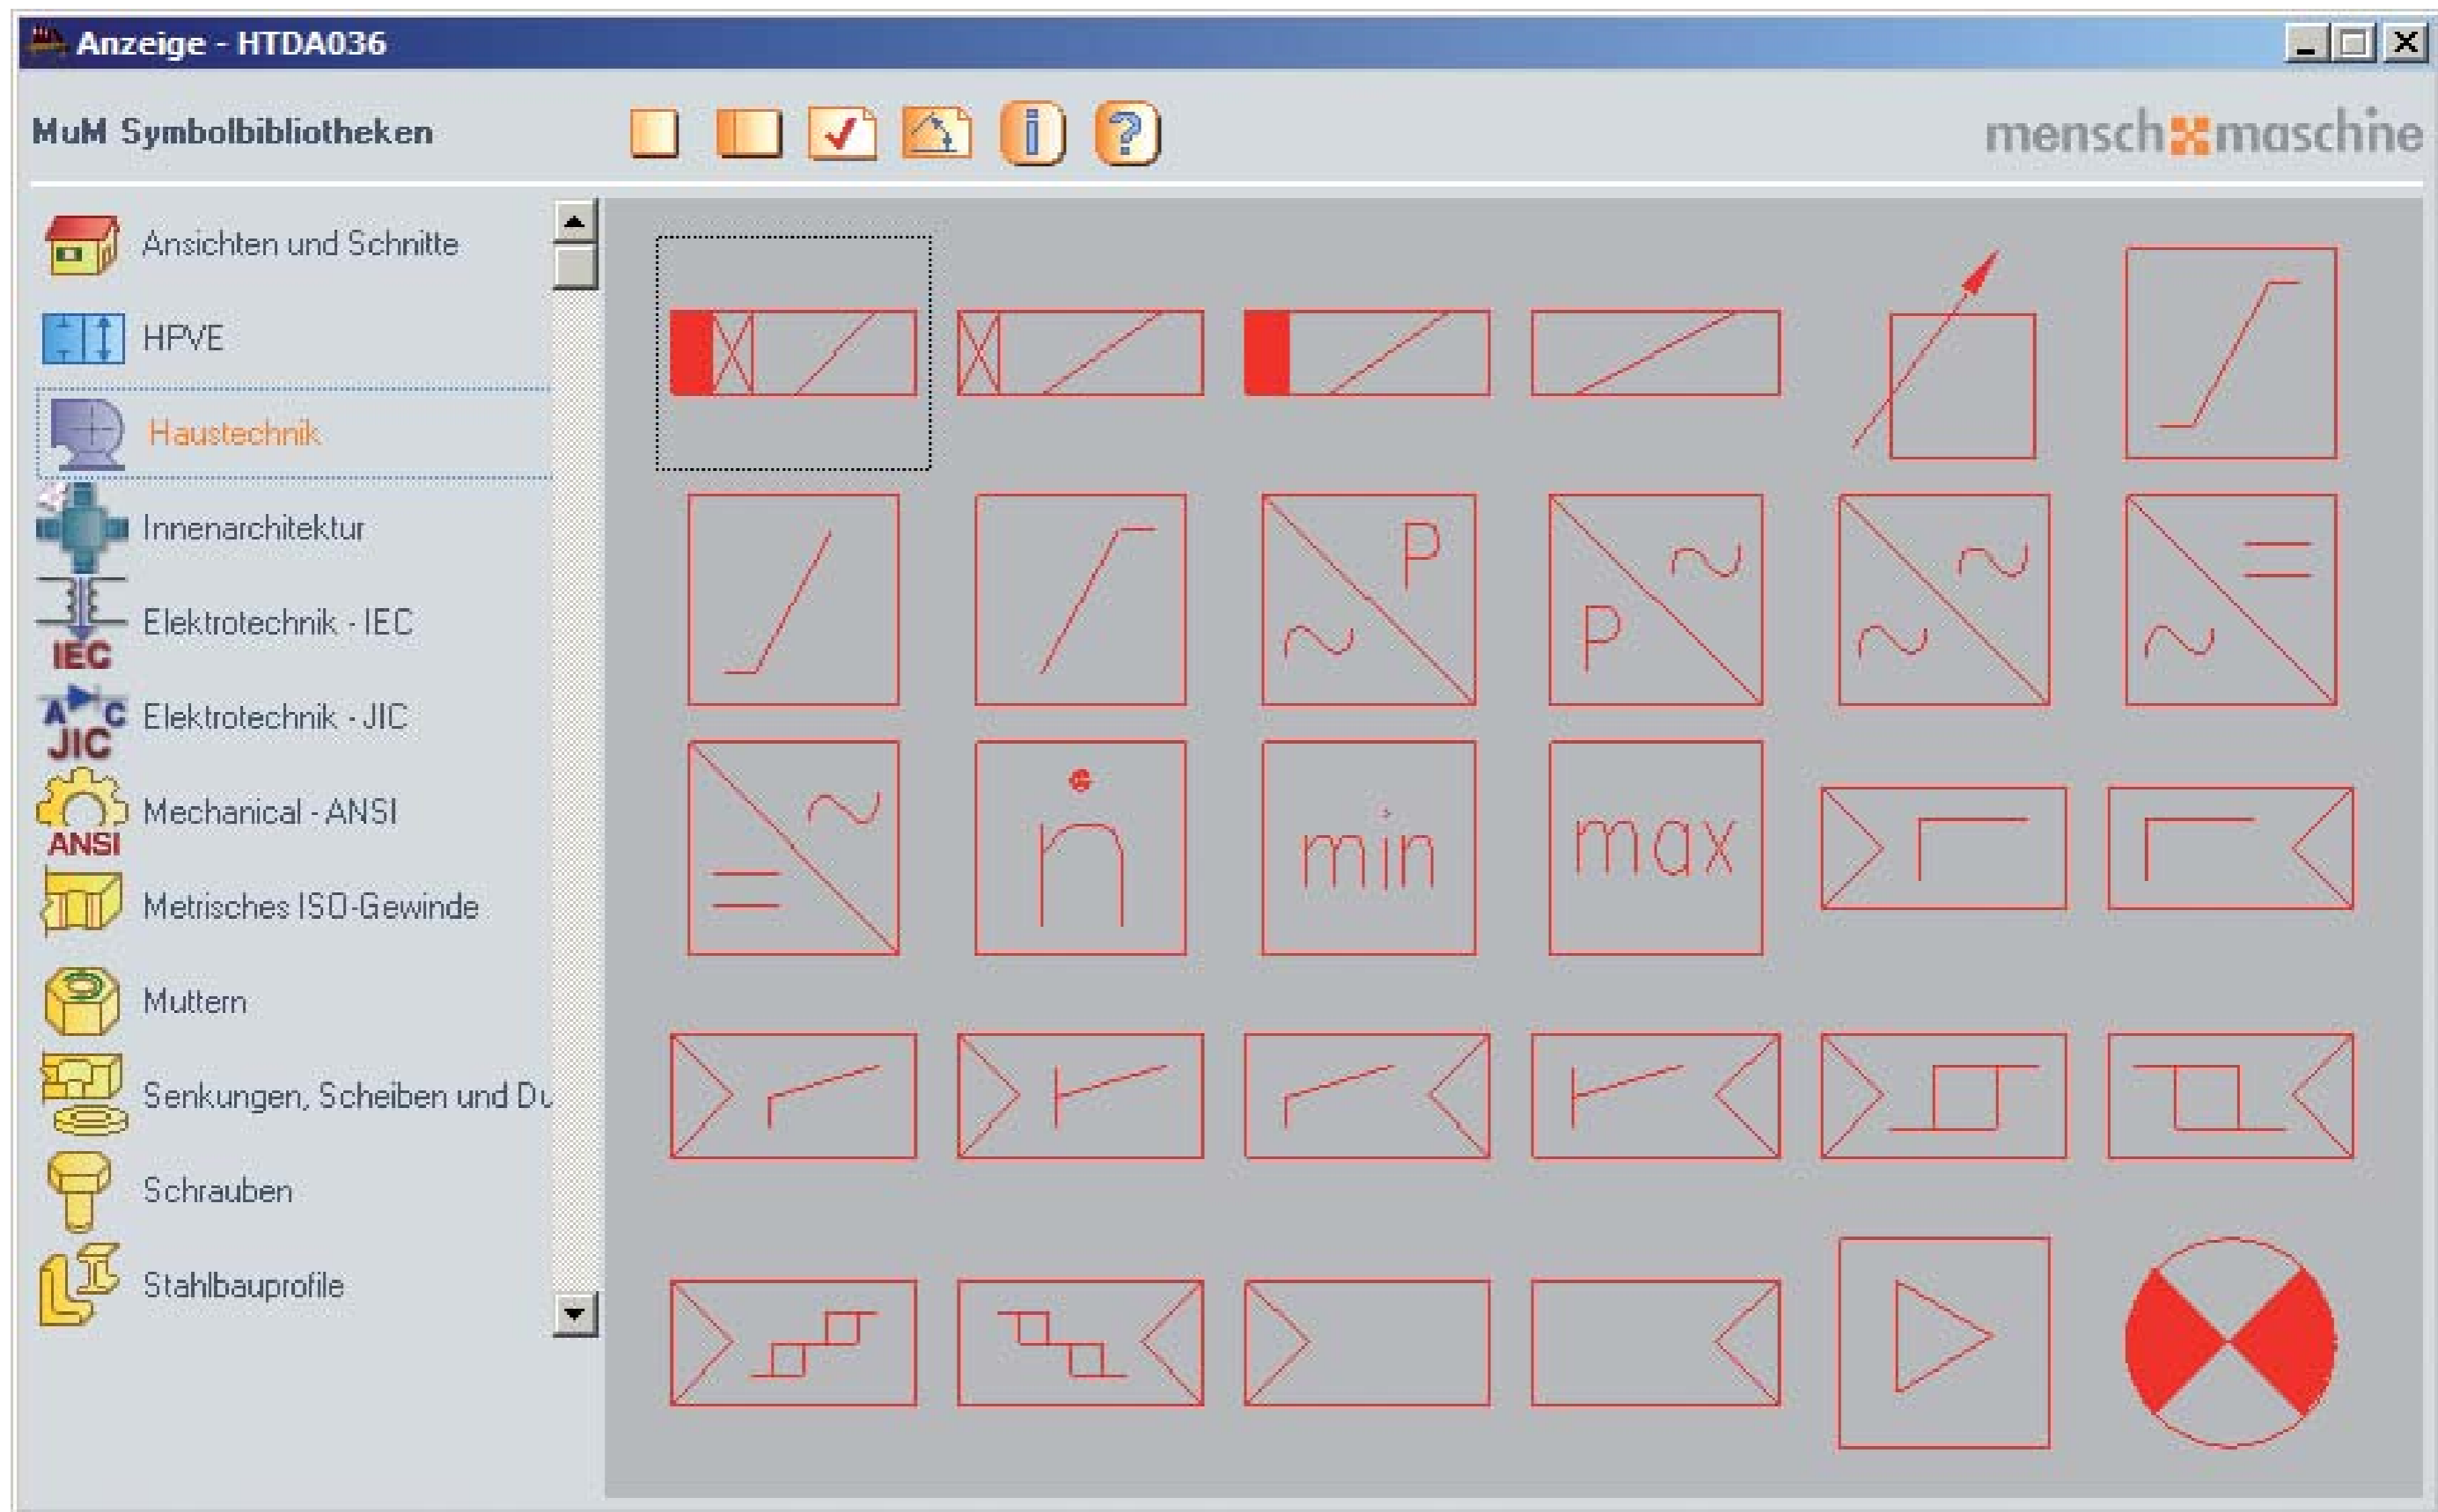 Anzeige - HTDA036
MuM Symbolbibliotheken
i
?
mensch maschine
Ansichten und Schnitte
HPVE
Haustechnik
Innenarchitektur
IEC
Elektrotechnik - IEC
A C
JIC
Elektrotechnik - JIC
ANSI
Mechanical - ANSI
Metrisches ISO-Gewinde
Muttern
Senkungen, Scheiben und Du
Schrauben
Stahlbauprofile
P
P
n
min
max